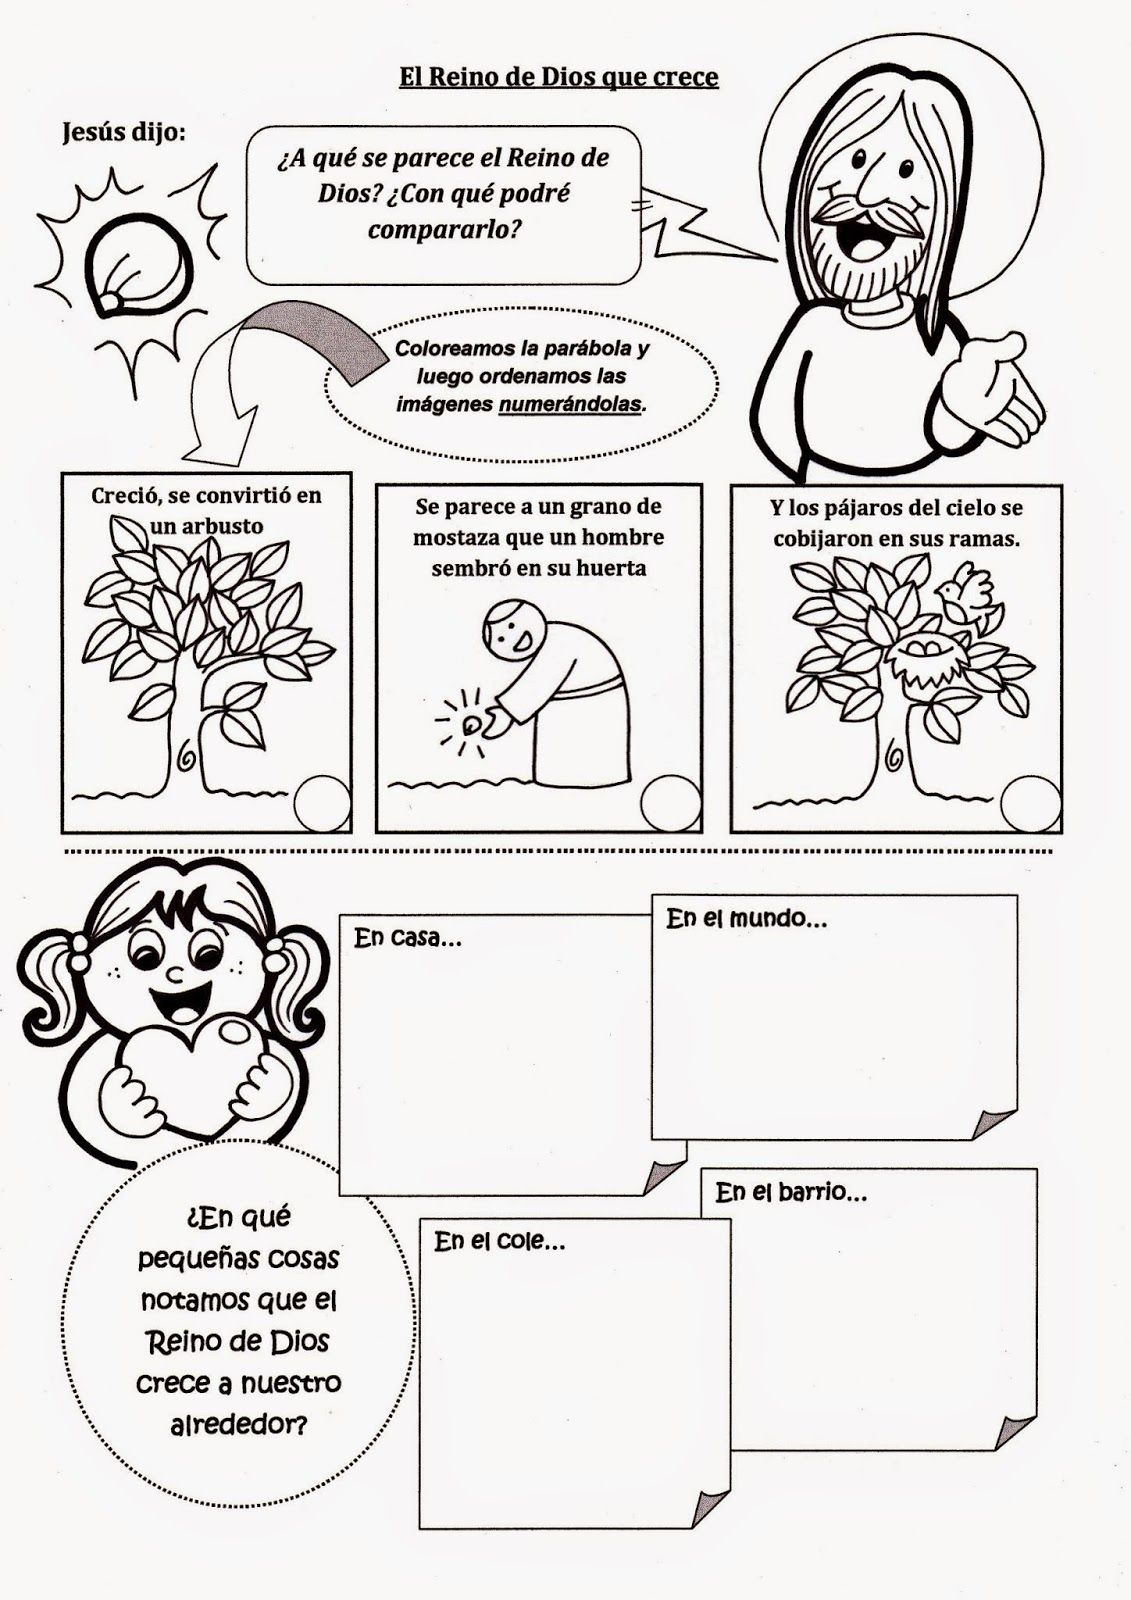 El Reino de Dios que crece
Jesús dijo:
¿A qué se parece el Reino de
Dios? ¿Con qué podré
compararlo?
Coloreamos la parábola y
luego ordenamos las
imágenes numerándolas.
Creció, se convirtió en
un arbusto
Se parece a un grano de
mostaza que un hombre
sembró en su huerta
Y los pájaros del cielo se
cobijaron en sus ramas.
En casa...
En el mundo...
¿En qué
pequeñas cosas
notamos que el
Reino de Dios
crece a nuestro
alrededor?
En el cole...
En el barrio...